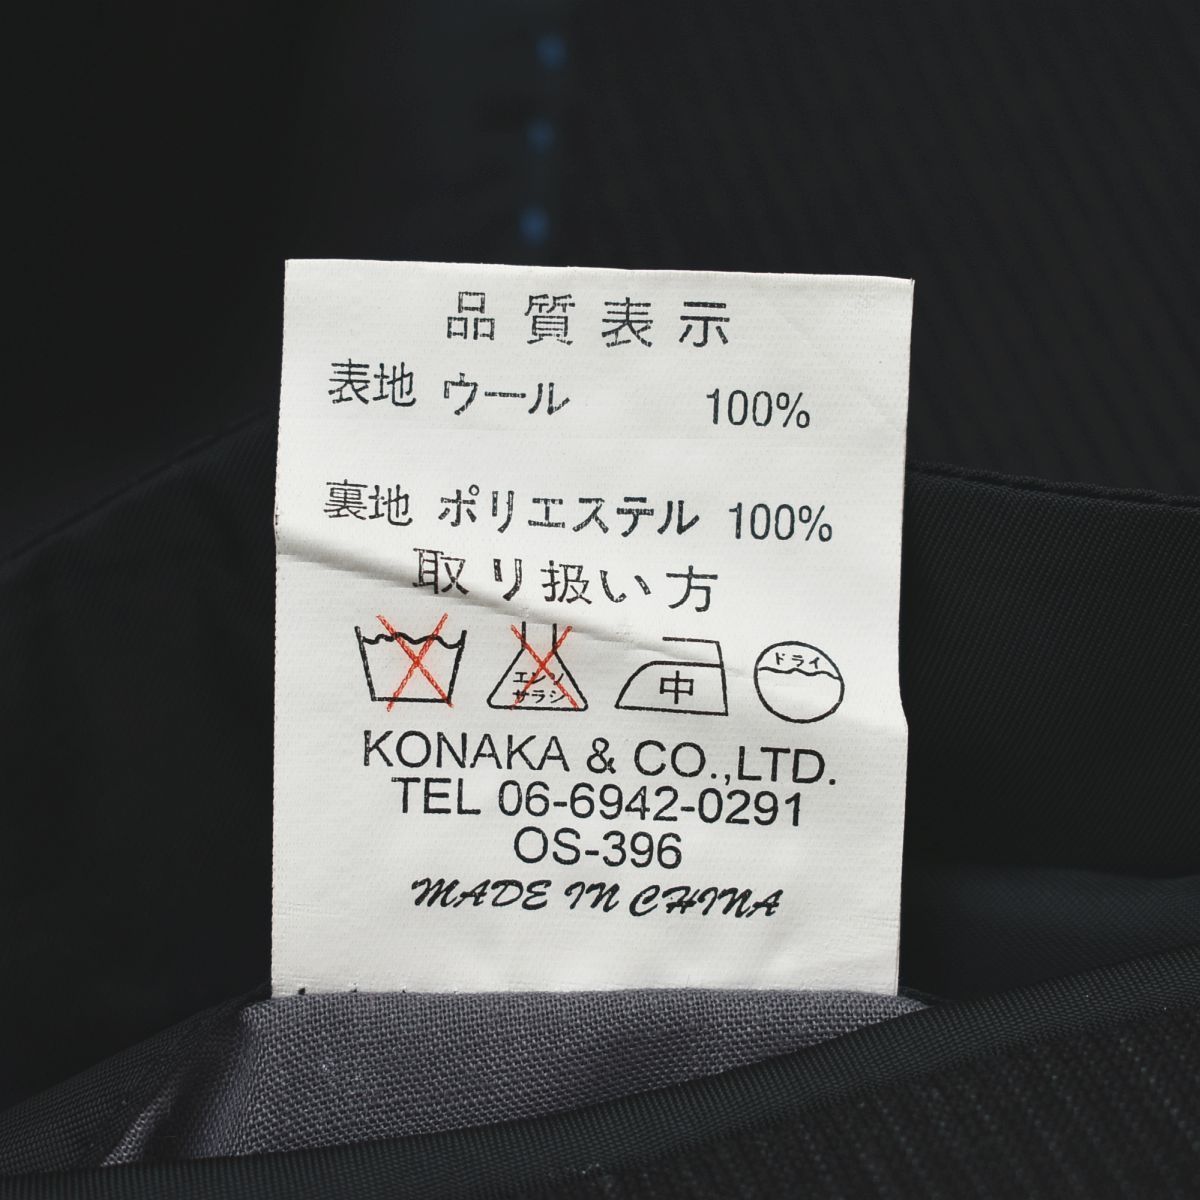 品質表示
表地 ウール 100%
裏地 ポリエステル 100%
取り扱い方
エンソ サラシ 中 ドライ
KONAKA & CO.,LTD.
TEL 06-6942-0291
OS-396
MADE IN CHINA